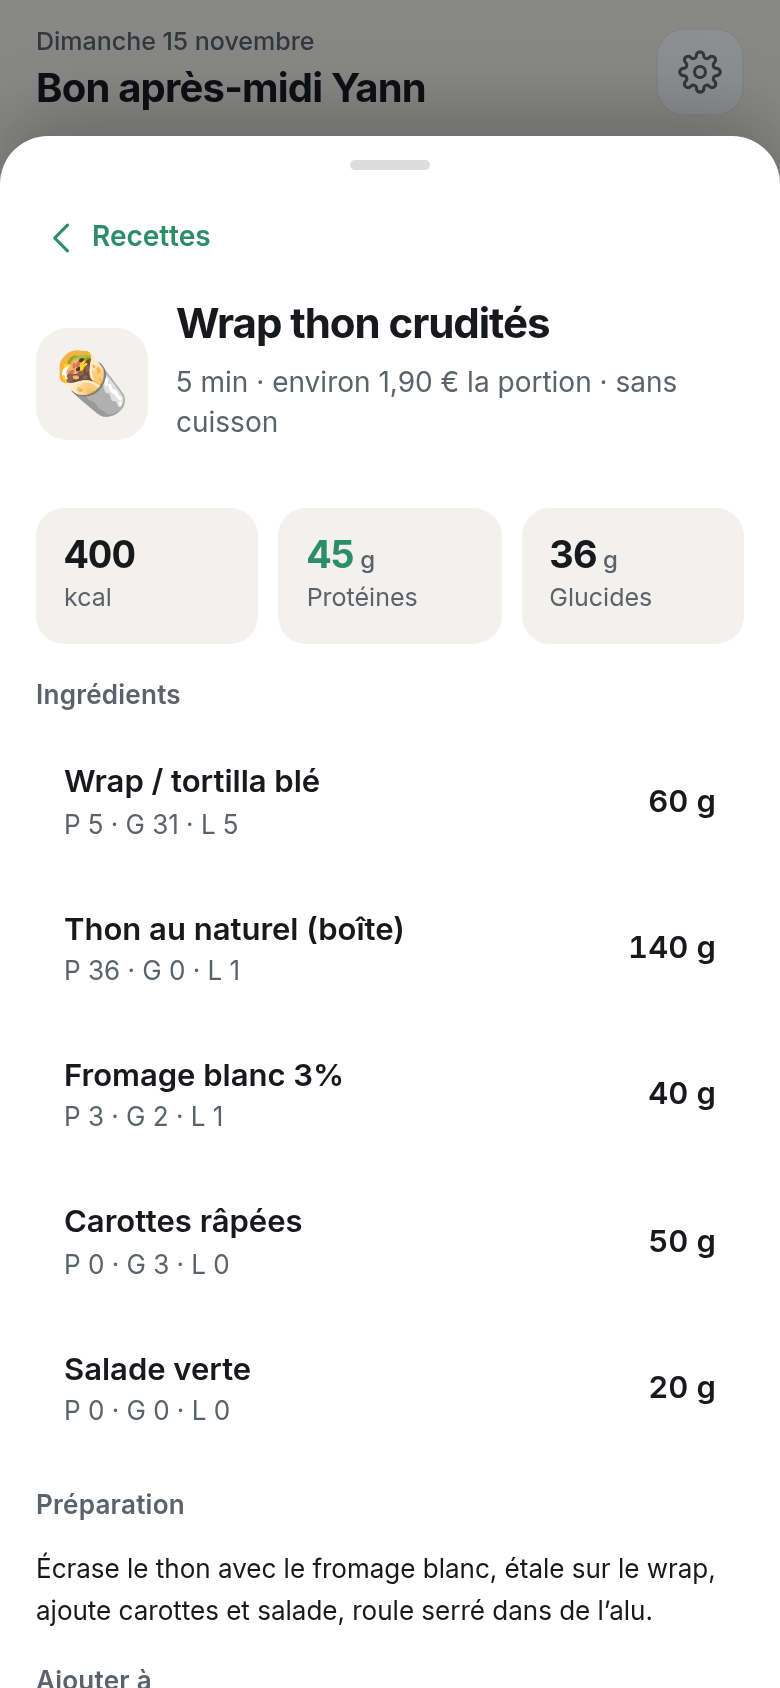 Dimanche 15 novembre
Bon après-midi Yann
Recettes
Wrap thon crudités
5 min · environ 1,90 € la portion · sans
cuisson
400
kcal
45 g
Protéines
36 g
Glucides
Ingrédients
Wrap / tortilla blé
P 5 · G 31 · L 5
60 g
Thon au naturel (boîte)
P 36 · G 0 · L 1
140 g
Fromage blanc 3%
P 3 · G 2 · L 1
40 g
Carottes râpées
P 0 · G 3 · L 0
50 g
Salade verte
P 0 · G 0 · L 0
20 g
Préparation
Écrase le thon avec le fromage blanc, étale sur le wrap,
ajoute carottes et salade, roule serré dans de l’alu.
Ajouter à